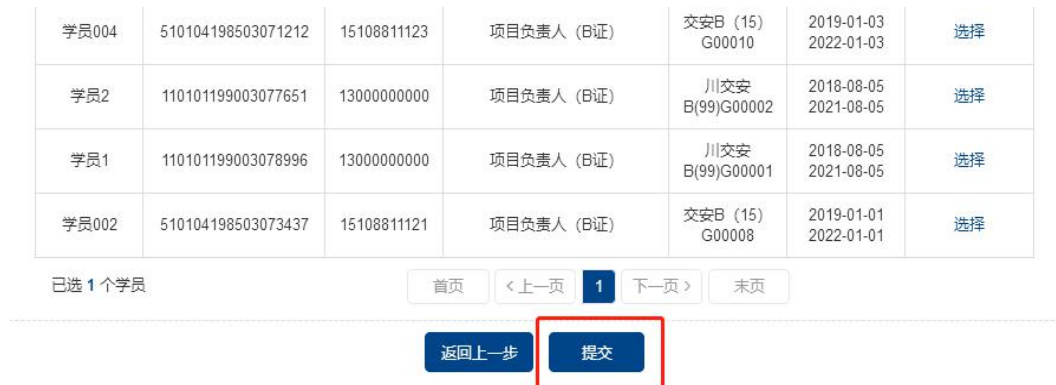 学员004 510104198503071212 15108811123 项目负责人（B证） 交安B（15）G00010 2019-01-03 2022-01-03 选择
学员2 110101199003077651 13000000000 项目负责人（B证） 川交安B(99)G00002 2018-08-05 2021-08-05 选择
学员1 110101199003078996 13000000000 项目负责人（B证） 川交安B(99)G00001 2018-08-05 2021-08-05 选择
学员002 510104198503073437 15108811121 项目负责人（B证） 交安B（15）G00008 2019-01-01 2022-01-01 选择
已选 1 个学员 首页 <上一页 1 下一页> 末页
返回上一步 提交